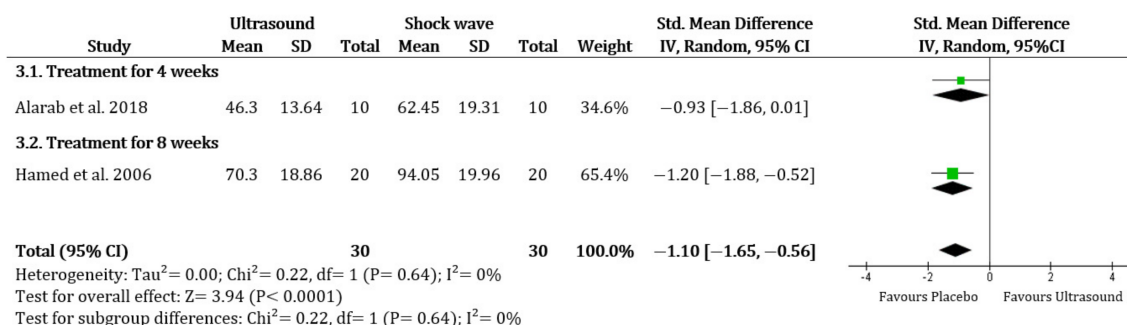 Ultrasound Shock wave Std. Mean Difference Std. Mean Difference
Study Mean SD Total Mean SD Total Weight IV, Random, 95% CI IV, Random, 95%CI
3.1. Treatment for 4 weeks
Alarab et al. 2018 46.3 13.64 10 62.45 19.31 10 34.6% −0.93 [−1.86, 0.01]
3.2. Treatment for 8 weeks
Hamed et al. 2006 70.3 18.86 20 94.05 19.96 20 65.4% −1.20 [−1.88, −0.52]
Total (95% CI) 30 30 100.0% −1.10 [−1.65, −0.56]
Heterogeneity: Tau²= 0.00; Chi²= 0.22, df= 1 (P= 0.64); I²= 0%
Test for overall effect: Z= 3.94 (P< 0.0001)
Test for subgroup differences: Chi²= 0.22, df= 1 (P= 0.64); I²= 0%
-4 -2 0 2 4
Favours Placebo Favours Ultrasound